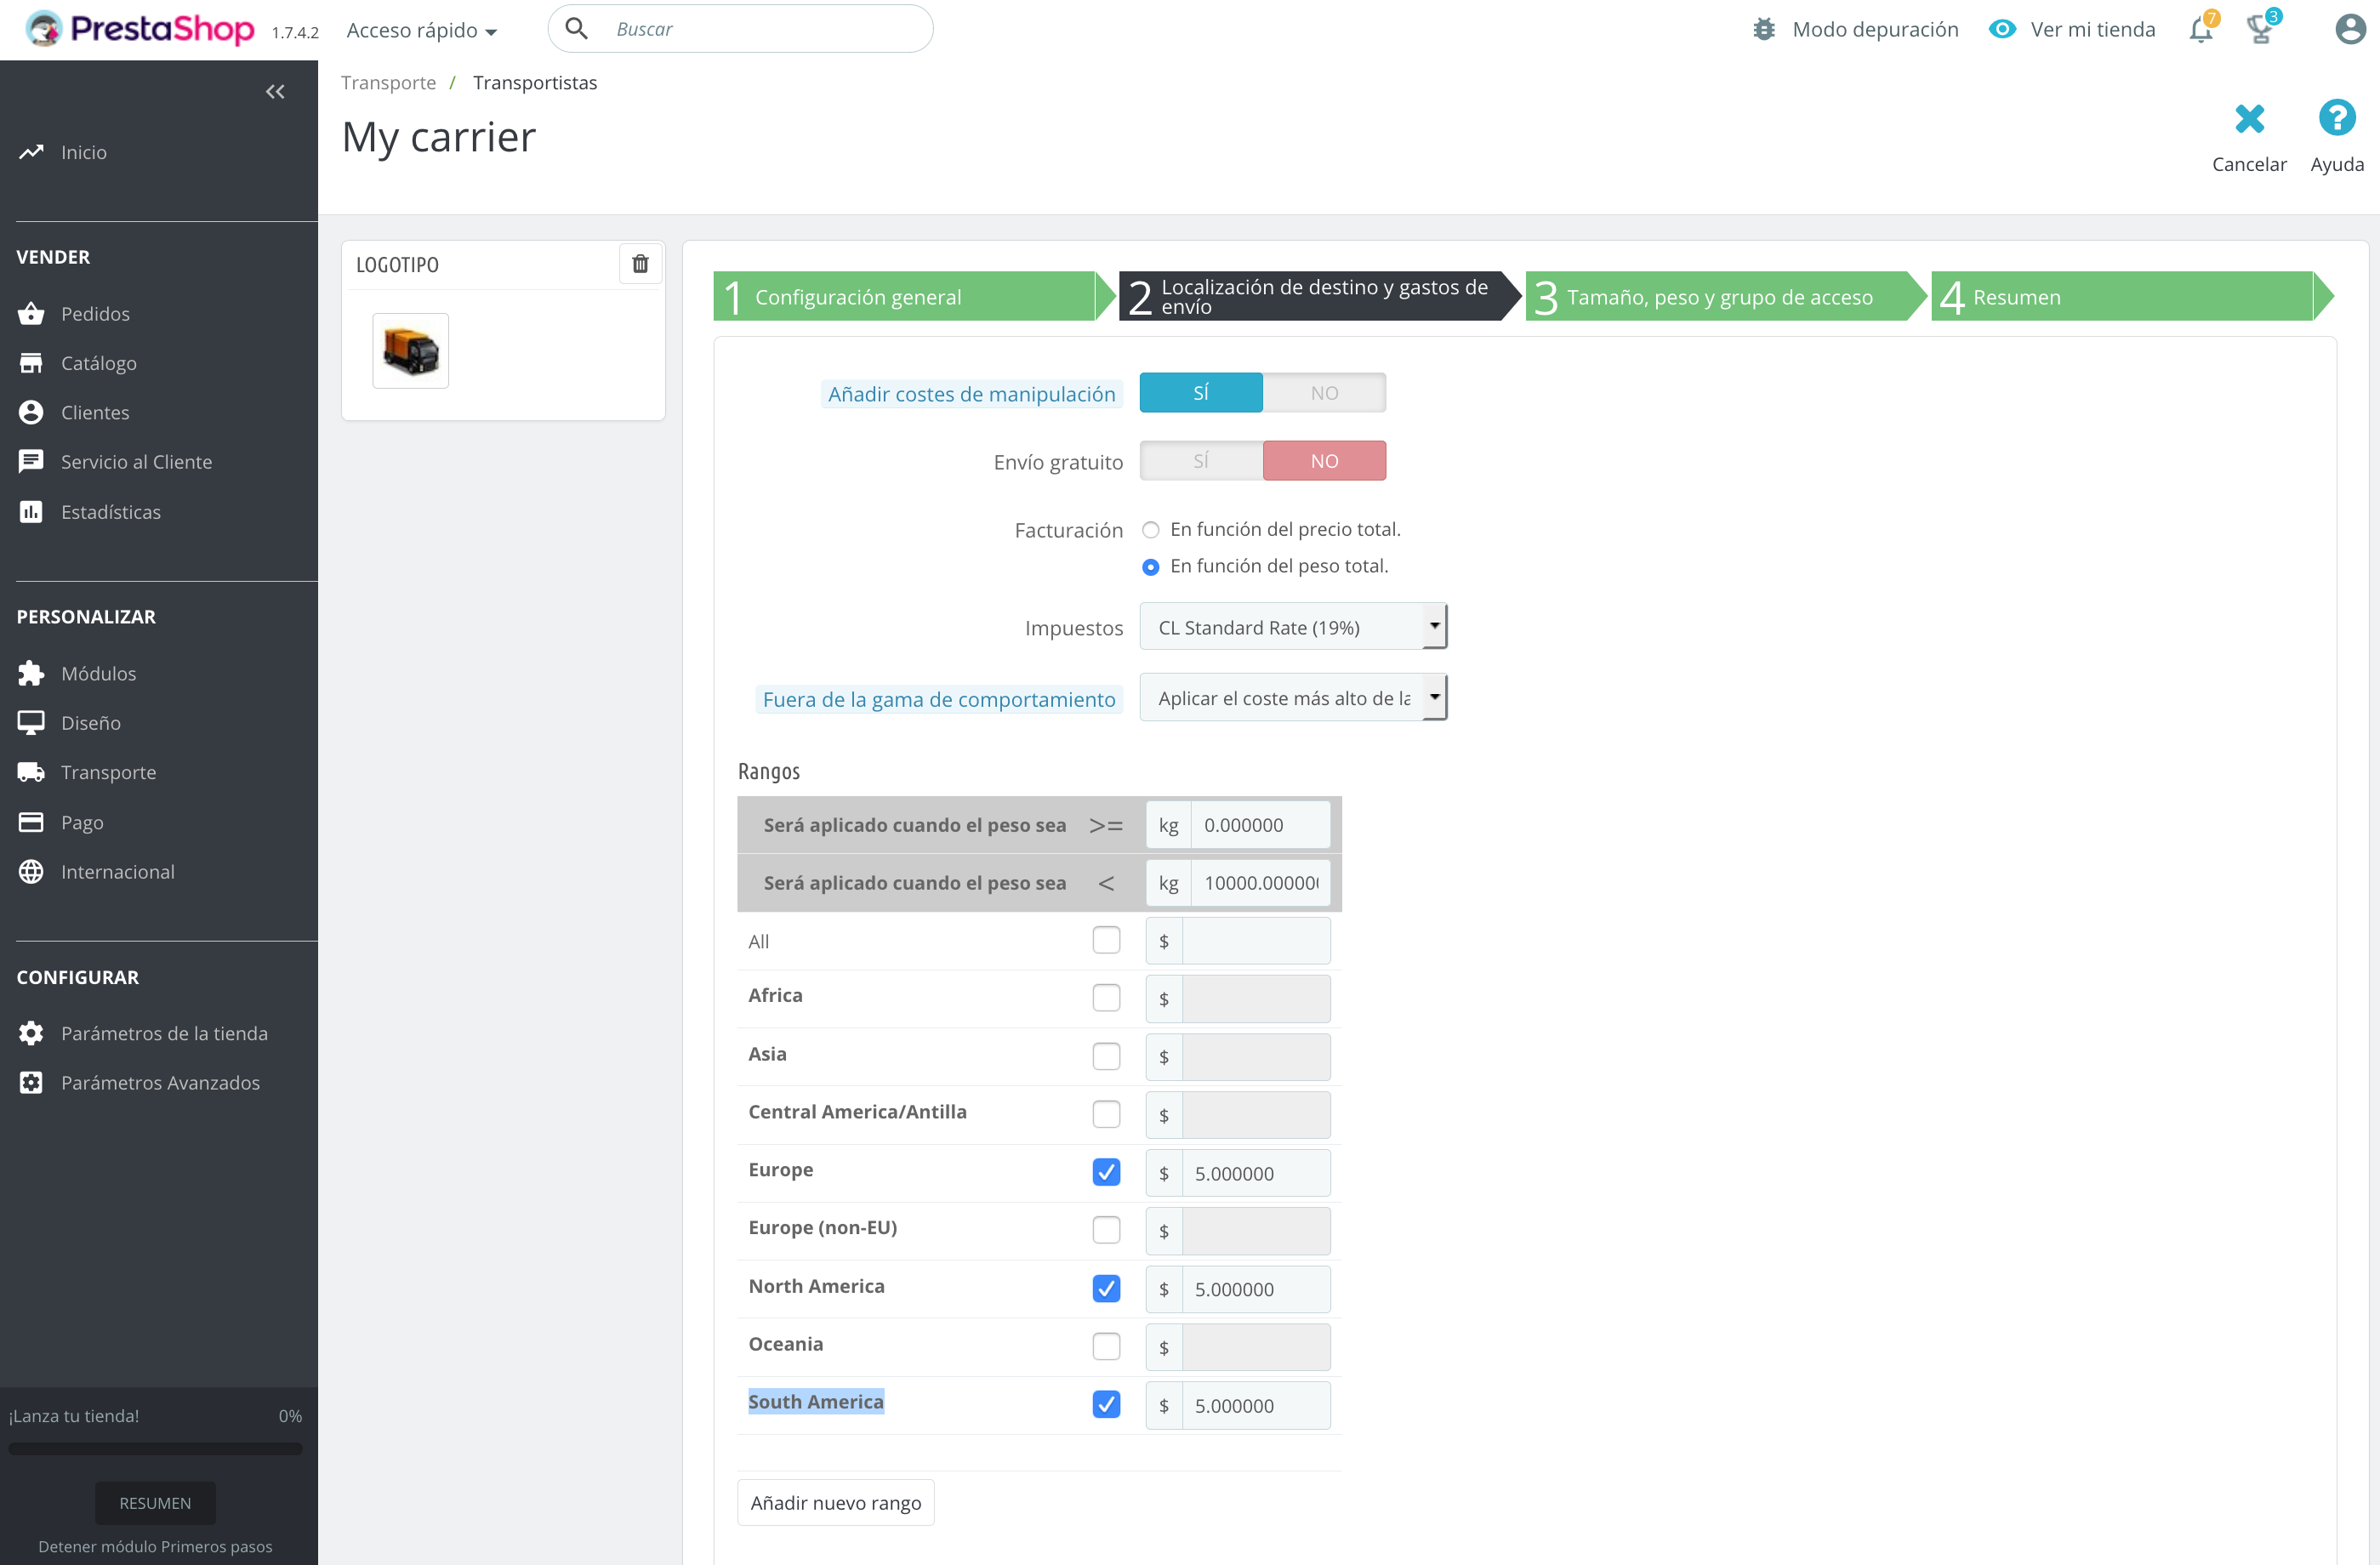 PrestaShop 1.7.4.2 Acceso rápido Buscar Modo depuración Ver mi tienda 7 3
Transporte / Transportistas
My carrier
Cancelar Ayuda
Inicio
VENDER
Pedidos
Catálogo
Clientes
Servicio al Cliente
Estadísticas
PERSONALIZAR
Módulos
Diseño
Transporte
Pago
Internacional
CONFIGURAR
Parámetros de la tienda
Parámetros Avanzados
¡Lanza tu tienda! 0%
RESUMEN
Detener módulo Primeros pasos
LOGOTIPO
1 Configuración general
2 Localización de destino y gastos de
envío
3 Tamaño, peso y grupo de acceso
4 Resumen
Añadir costes de manipulación SÍ NO
Envío gratuito SÍ NO
Facturación En función del precio total.
En función del peso total.
Impuestos CL Standard Rate (19%)
Fuera de la gama de comportamiento Aplicar el coste más alto de la
Rangos
Será aplicado cuando el peso sea >= kg 0.000000
Será aplicado cuando el peso sea < kg 10000.000000
All $
Africa $
Asia $
Central America/Antilla $
Europe $ 5.000000
Europe (non-EU) $
North America $ 5.000000
Oceania $
South America $ 5.000000
Añadir nuevo rango